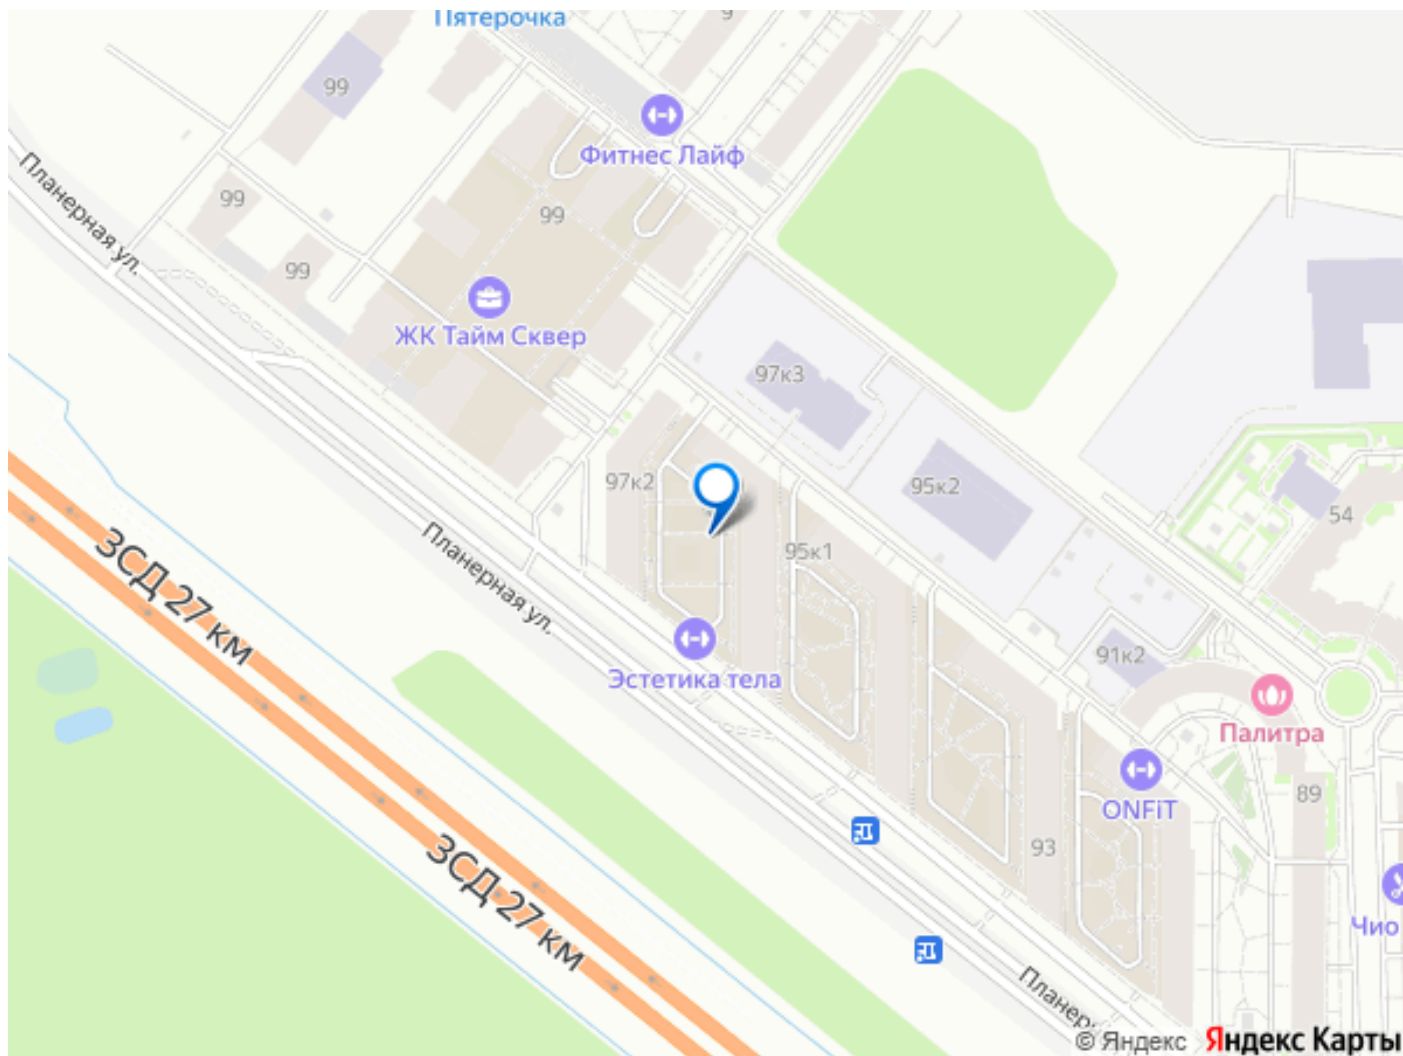 Пятерочка
9
99
Фитнес Лайф
Планерная ул.
99
99
99
ЖК Тайм Сквер
97к3
97к2
95к2
54
ЗСД 27 км
Планерная ул.
95к1
Эстетика тела
91к2
Палитра
ONFiT
89
93
ЗСД 27 км
Чио
Планер
© Яндекс Яндекс Карты